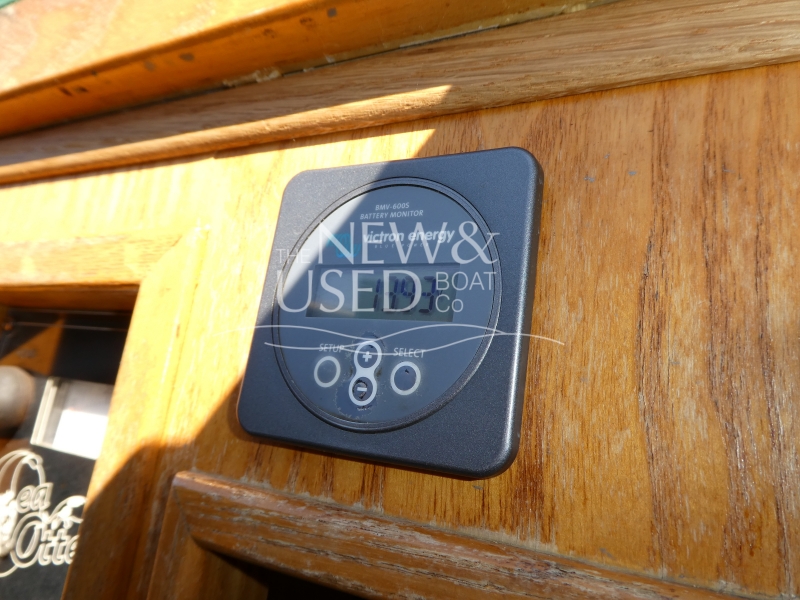 BMV-600S
BATTERY MONITOR
victron energy
THE NEW &
USED BOAT
CO
SETUP
SELECT
+
-
Sea
Otter